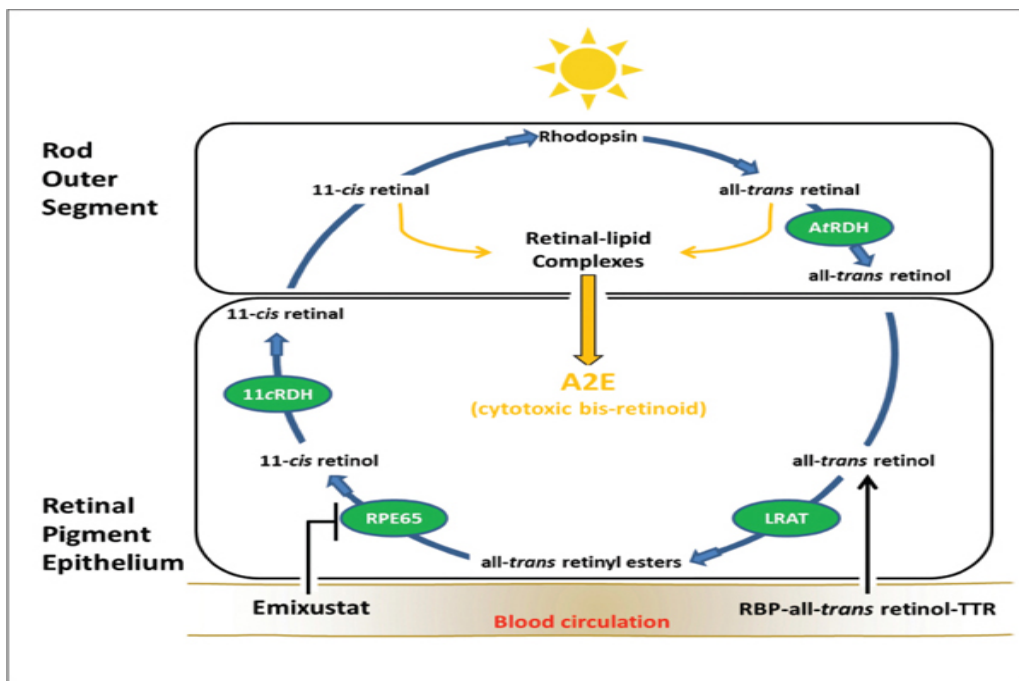 Rod
Outer
Segment
Rhodopsin
11-cis retinal
all-trans retinal
AtRDH
Retinal-lipid
Complexes
all-trans retinol
11-cis retinal
A2E
(cytotoxic bis-retinoid)
11cRDH
11-cis retinol
all-trans retinol
Retinal
Pigment
Epithelium
RPE65
LRAT
all-trans retinyl esters
Emixustat
RBP-all-trans retinol-TTR
Blood circulation